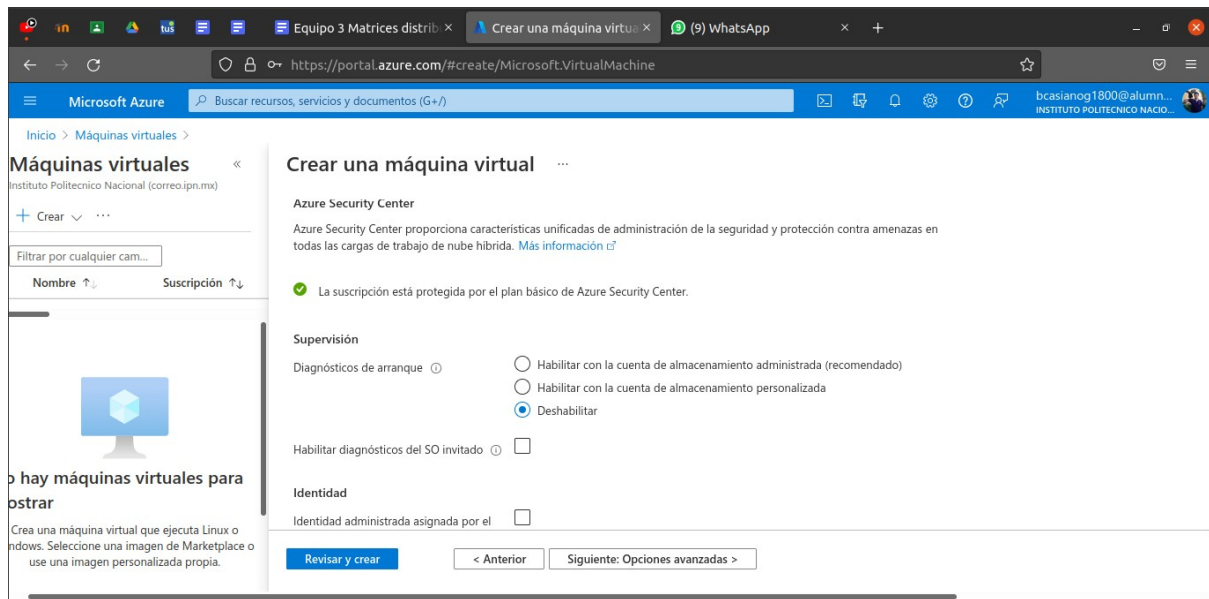 tus
Equipo 3 Matrices distrib
Crear una máquina virtua
(9) WhatsApp
https://portal.azure.com/#create/Microsoft.VirtualMachine
Microsoft Azure
Buscar recursos, servicios y documentos (G+/)
bcasianog1800@alumn...
INSTITUTO POLITECNICO NACIO...
Inicio > Máquinas virtuales >
Máquinas virtuales
«
Instituto Politecnico Nacional (correo.ipn.mx)
+ Crear ...
Filtrar por cualquier cam...
Nombre ↑↓ Suscripción ↑↓
o hay máquinas virtuales para
ostrar
Crea una máquina virtual que ejecuta Linux o
ndows. Seleccione una imagen de Marketplace o
use una imagen personalizada propia.
Crear una máquina virtual ...
Azure Security Center
Azure Security Center proporciona características unificadas de administración de la seguridad y protección contra amenazas en
todas las cargas de trabajo de nube híbrida. Más información
La suscripción está protegida por el plan básico de Azure Security Center.
Supervisión
Diagnósticos de arranque
Habilitar con la cuenta de almacenamiento administrada (recomendado)
Habilitar con la cuenta de almacenamiento personalizada
Deshabilitar
Habilitar diagnósticos del SO invitado
Identidad
Identidad administrada asignada por el
Revisar y crear
< Anterior
Siguiente: Opciones avanzadas >